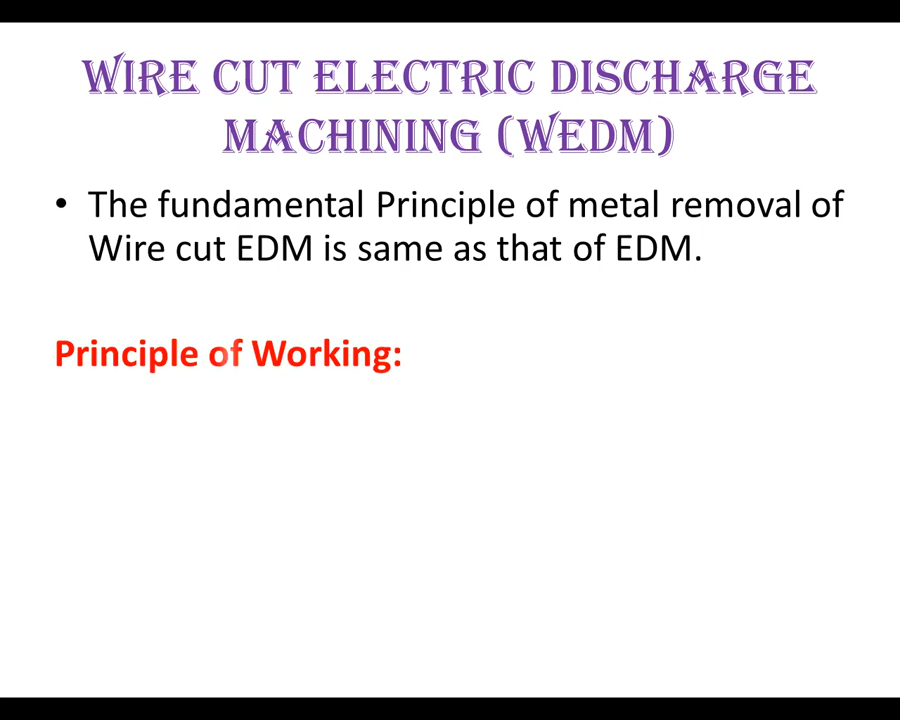 WIRE CUT ELECTRIC DISCHARGE
MACHINING (WEDM)
• The fundamental Principle of metal removal of
Wire cut EDM is same as that of EDM.
Principle of Working: